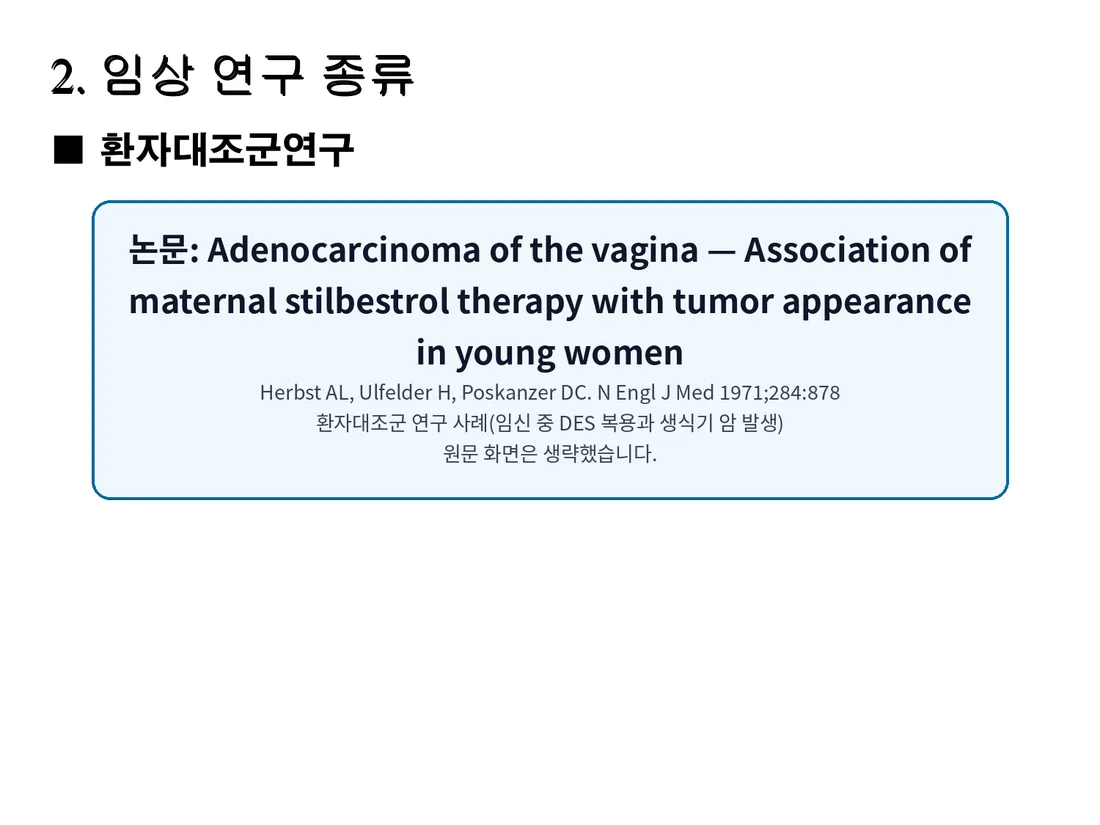 2. 임상 연구 종류
■ 환자대조군연구
논문: Adenocarcinoma of the vagina — Association of
maternal stilbestrol therapy with tumor appearance
in young women
Herbst AL, Ulfelder H, Poskanzer DC. N Engl J Med 1971;284:878
환자대조군 연구 사례(임신 중 DES 복용과 생식기 암 발생)
원문 화면은 생략했습니다.